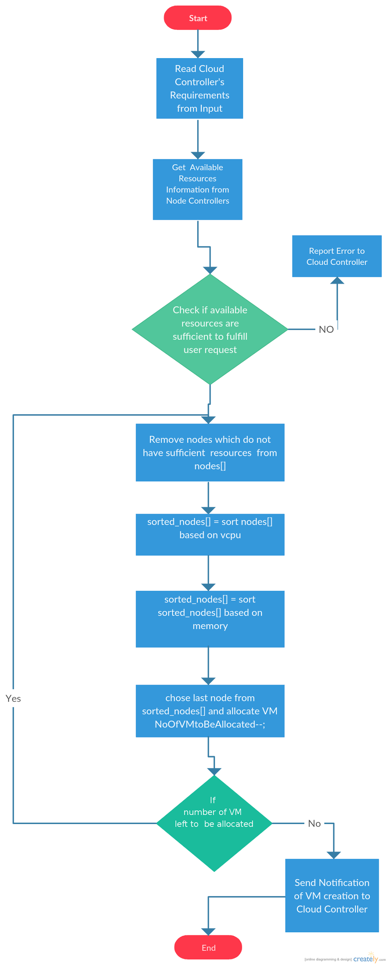 Start
Read Cloud
Controller's
Requirements
from Input
Get Available
Resources
Information from
Node Controllers
Report Error to
Cloud Controller
Check if available
resources are
sufficient to fulfill
user request
NO
Remove nodes which do not
have sufficient resources from
nodes[]
sorted_nodes[] = sort nodes[]
based on vcpu
sorted_nodes[] = sort
sorted_nodes[] based on
memory
Yes
chose last node from
sorted_nodes[] and allocate VM
NoOfVMtoBeAllocated--;
If
number of VM
left to be allocated
No
Send Notification
of VM creation to
Cloud Controller
End
[online diagramming & design] creately.com